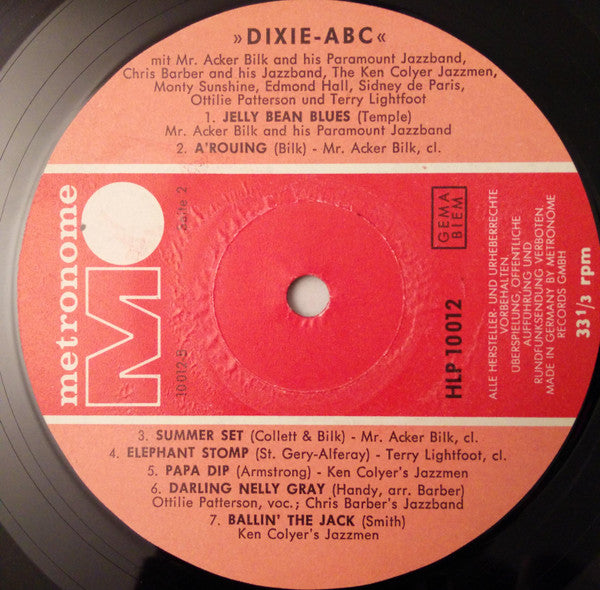 »DIXIE-ABC«
mit Mr. Acker Bilk and his Paramount Jazzband,
Chris Barber and his Jazzband, The Ken Colyer Jazzmen,
Monty Sunshine, Edmond Hall, Sidney de Paris,
Ottilie Patterson und Terry Lightfoot
1. JELLY BEAN BLUES (Temple)
Mr. Acker Bilk and his Paramount Jazzband
2. A'ROUING (Bilk) - Mr. Acker Bilk, cl.
metronome
M
Seite 2
10 012-B
GEMA
BIEM
HLP 10012
ALLE HERSTELLER- UND URHEBERRECHTE
VORBEHALTEN
ÜBERSPIELUNG, ÖFFENTLICHE
AUFFÜHRUNG UND
RUNDFUNKSENDUNG VERBOTEN.
MADE IN GERMANY BY METRONOME
RECORDS GMBH
33 1/3 rpm
3. SUMMER SET (Collett & Bilk) - Mr. Acker Bilk, cl.
4. ELEPHANT STOMP (St. Gery-Alferay) - Terry Lightfoot, cl.
5. PAPA DIP (Armstrong) - Ken Colyer's Jazzmen
6. DARLING NELLY GRAY (Handy, arr. Barber)
Ottilie Patterson, voc.; Chris Barber's Jazzband
7. BALLIN' THE JACK (Smith)
Ken Colyer's Jazzmen